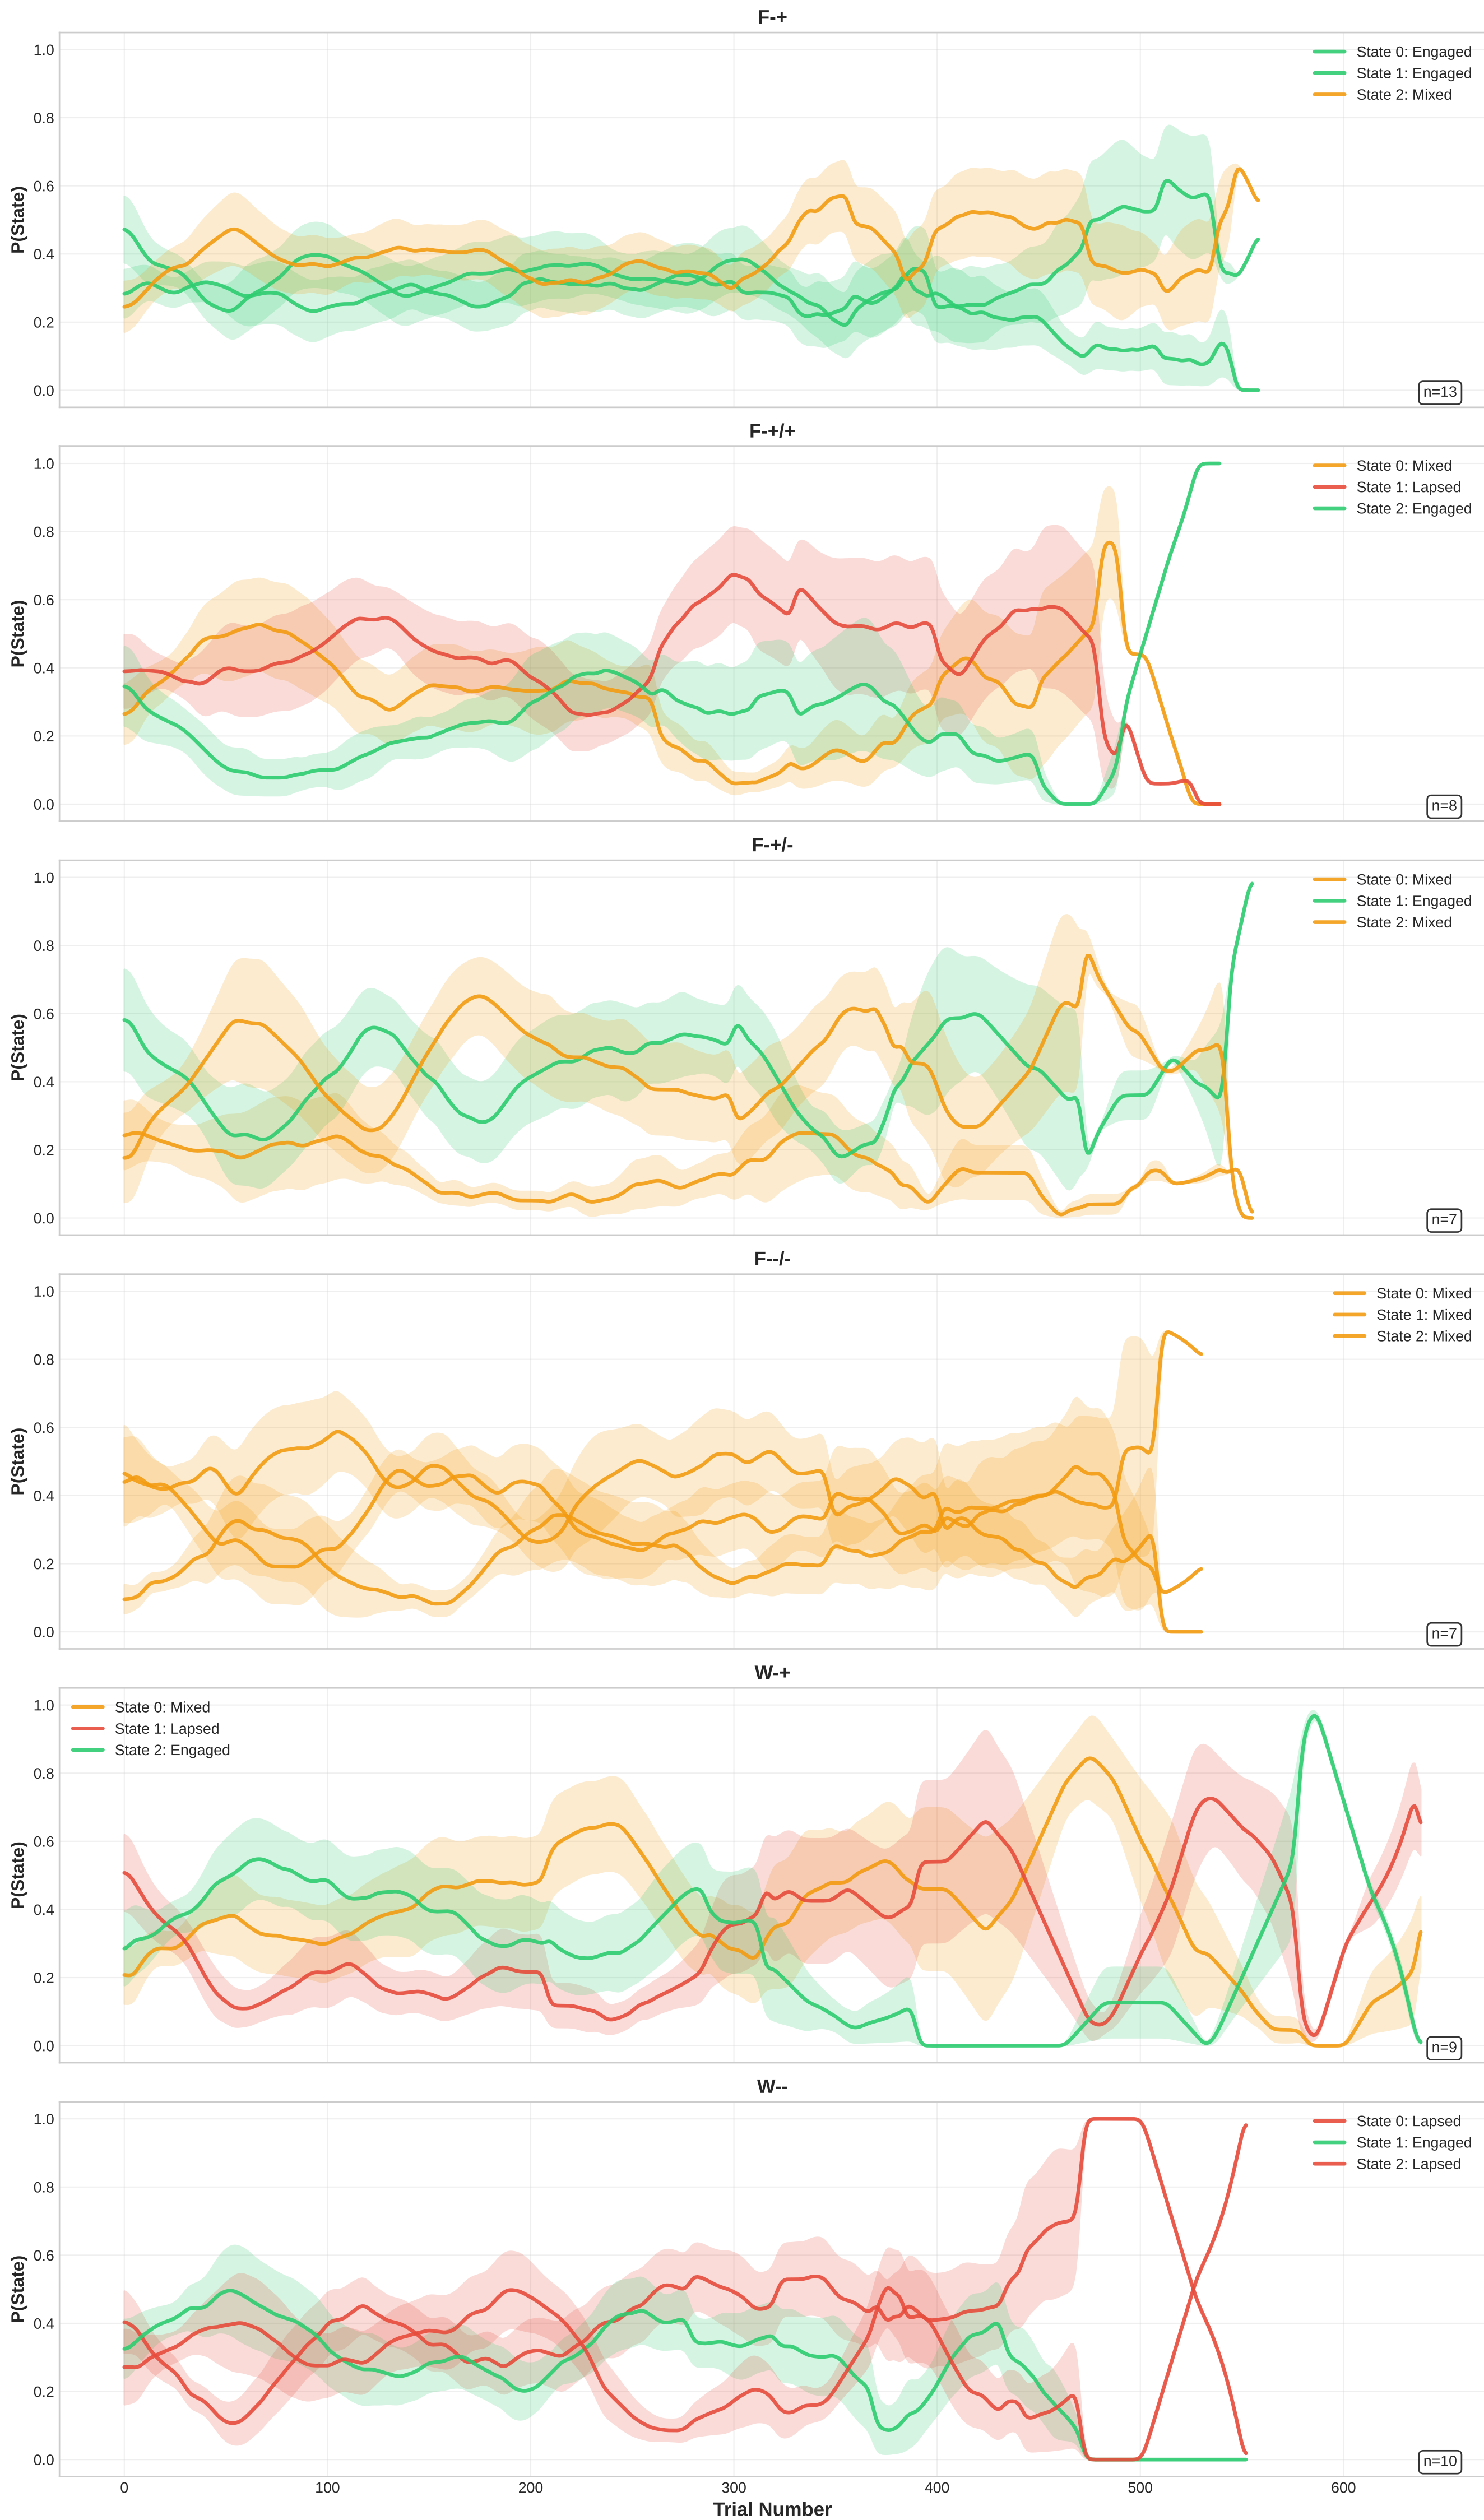 F-+
P(State)
1.0
0.8
0.6
0.4
0.2
0.0
State 0: Engaged
State 1: Engaged
State 2: Mixed
n=13
F-+/+
P(State)
1.0
0.8
0.6
0.4
0.2
0.0
State 0: Mixed
State 1: Lapsed
State 2: Engaged
n=8
F-+/-
P(State)
1.0
0.8
0.6
0.4
0.2
0.0
State 0: Mixed
State 1: Engaged
State 2: Mixed
n=7
F--/-
P(State)
1.0
0.8
0.6
0.4
0.2
0.0
State 0: Mixed
State 1: Mixed
State 2: Mixed
n=7
W-+
P(State)
1.0
0.8
0.6
0.4
0.2
0.0
State 0: Mixed
State 1: Lapsed
State 2: Engaged
n=9
W--
P(State)
1.0
0.8
0.6
0.4
0.2
0.0
State 0: Lapsed
State 1: Engaged
State 2: Lapsed
n=10
0 100 200 300 400 500 600
Trial Number